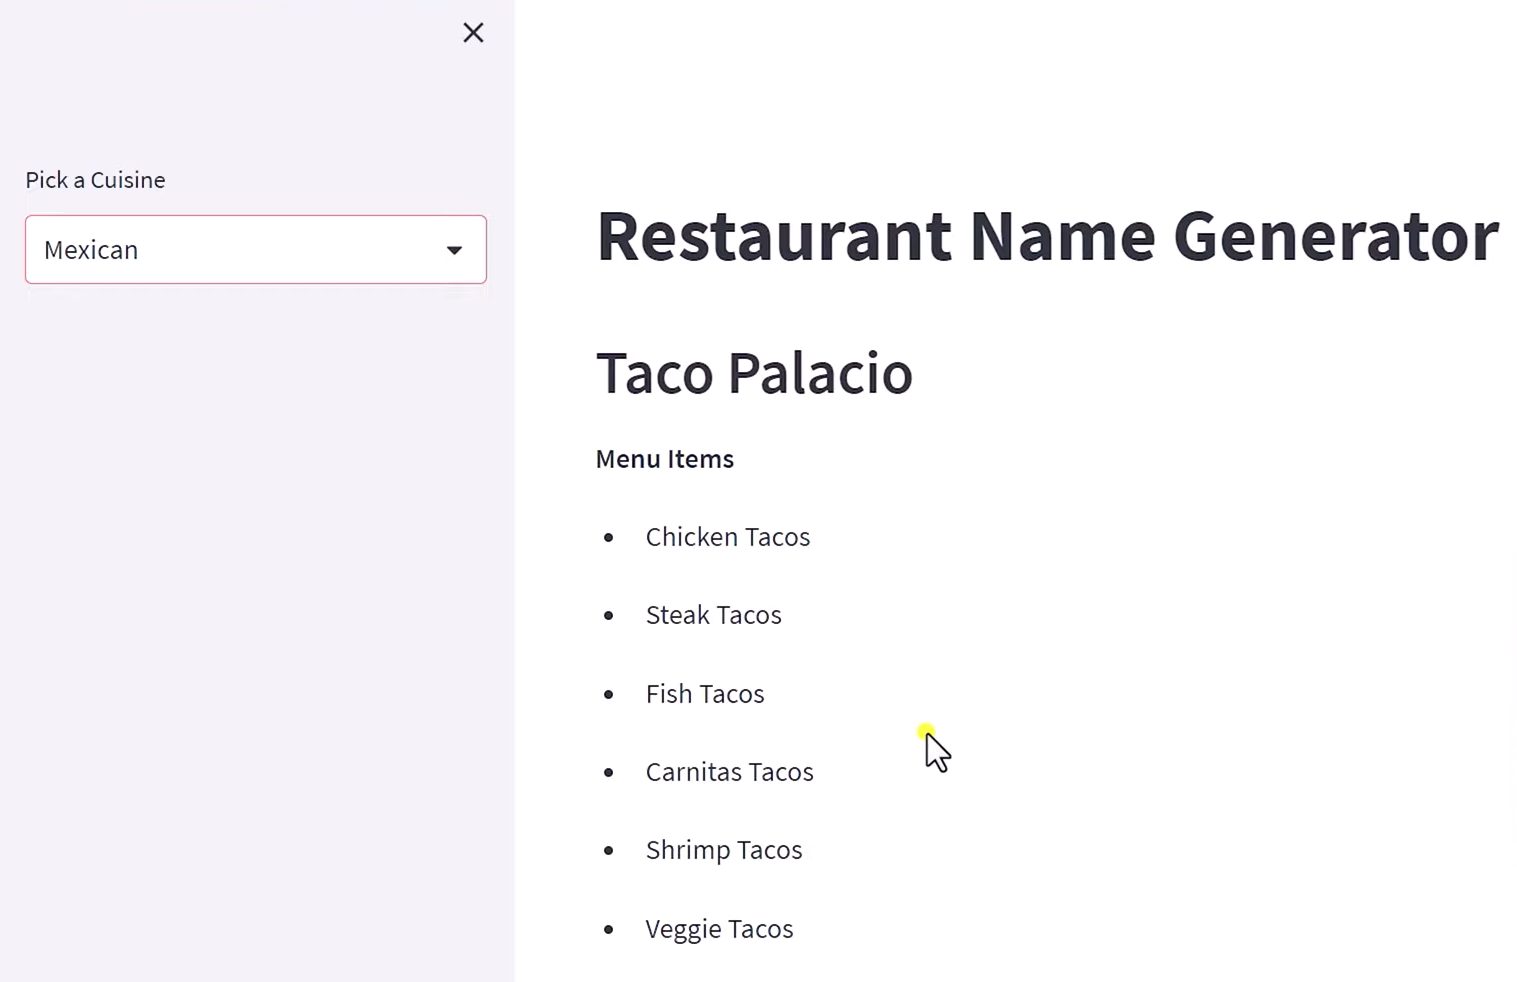 Pick a Cuisine
Mexican
Restaurant Name Generator
Taco Palacio
Menu Items
Chicken Tacos
Steak Tacos
Fish Tacos
Carnitas Tacos
Shrimp Tacos
Veggie Tacos